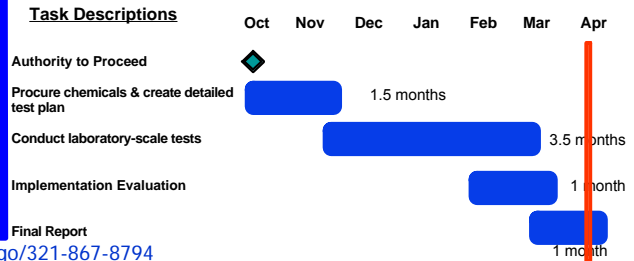 Task Descriptions
Oct Nov Dec Jan Feb Mar Apr
Authority to Proceed
Procure chemicals & create detailed
test plan
1.5 months
Conduct laboratory-scale tests
3.5 months
Implementation Evaluation
1 month
Final Report
1 month
go/321-867-8794